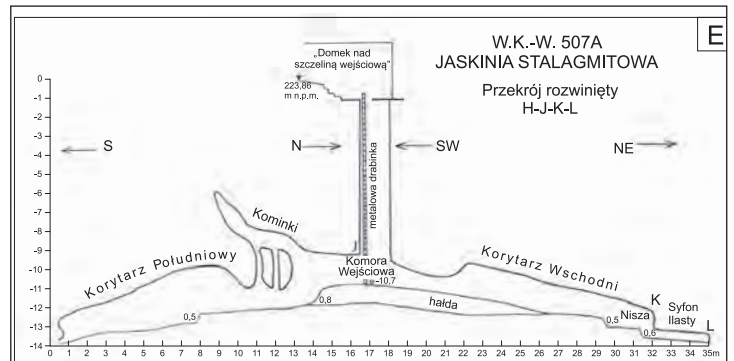 E
W.K.-W. 507A
JASKINIA STALAGMITOWA
Przekrój rozwinięty
H-J-K-L
„Domek nad
szczeliną wejściową”
223,86
m n.p.m.
S
N
SW
NE
metalowa drabinka
Kominki
Korytarz Południowy
Komora
Wejściowa
-10,7
Korytarz Wschodni
hałda
0,5
0,8
0,5
Nisza
0,6
K
Syfon
Ilasty
L
0
-1
-2
-3
-4
-5
-6
-7
-8
-9
-10
-11
-12
-13
-14
0 1 2 3 4 5 6 7 8 9 10 11 12 13 14 15 16 17 18 19 20 21 22 23 24 25 26 27 28 29 30 31 32 33 34 35m